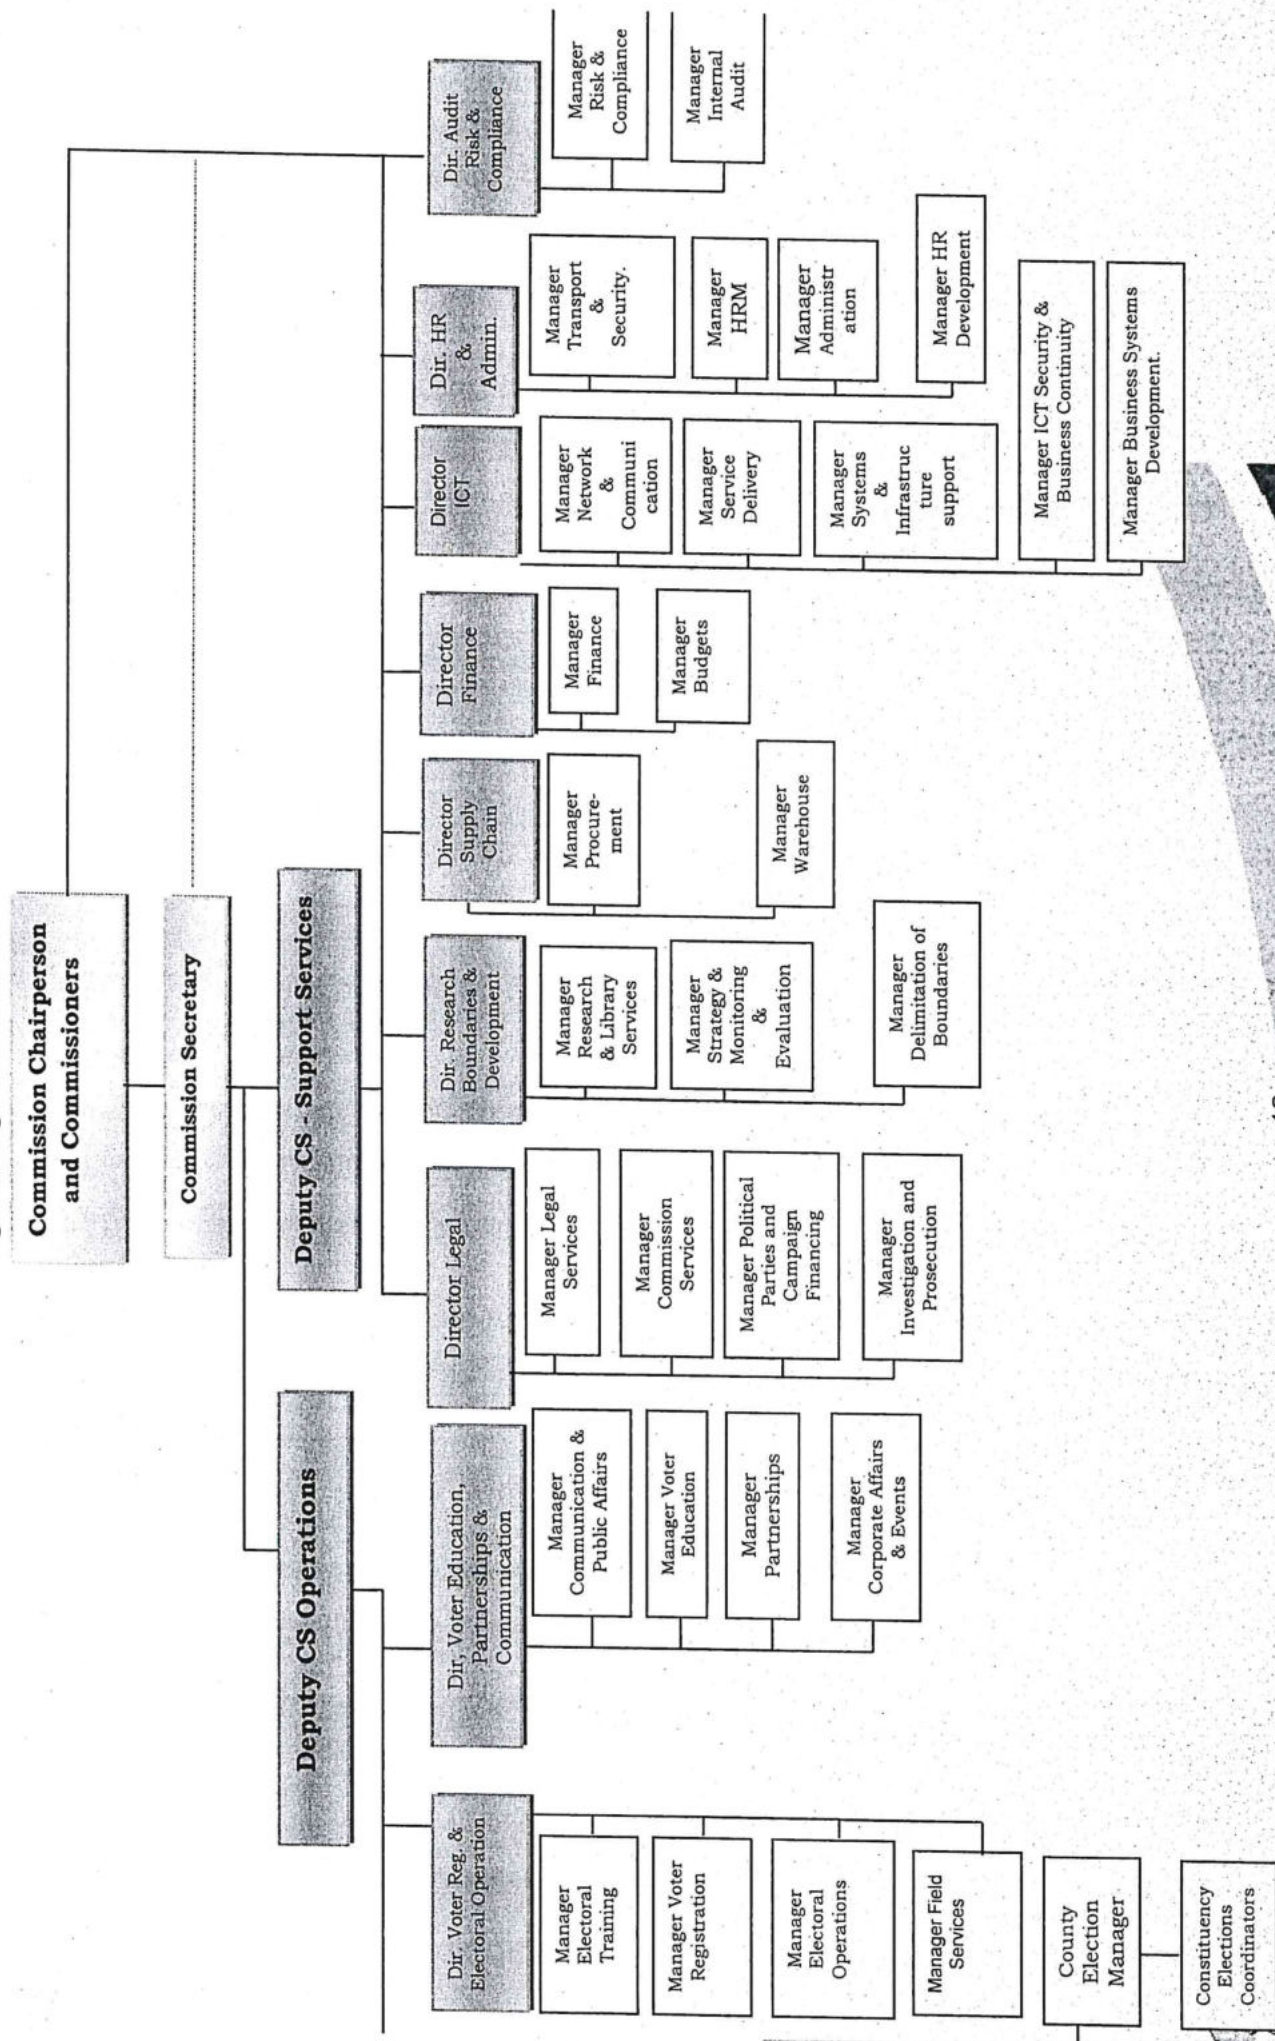 Commission Chairperson
and Commissioners
Commission Secretary
Deputy CS Operations
Deputy CS - Support Services
Dir. Voter Reg. &
Electoral Operation
Manager
Electoral
Training
Manager Voter
Registration
Manager
Electoral
Operations
Manager Field
Services
County
Election
Manager
Constituency
Elections
Coordinators
Dir, Voter Education,
Partnerships &
Communication
Manager
Communication &
Public Affairs
Manager Voter
Education
Manager
Partnerships
Manager
Corporate Affairs
& Events
Director Legal
Manager Legal
Services
Manager
Commission
Services
Manager Political
Parties and
Campaign
Financing
Manager
Investigation and
Prosecution
Dir. Research
Boundaries &
Development
Manager
Research
& Library
Services
Manager
Strategy &
Monitoring
&
Evaluation
Manager
Delimitation of
Boundaries
Director
Supply
Chain
Manager
Procure-
ment
Manager
Warehouse
Director
Finance
Manager
Finance
Manager
Budgets
Director
ICT
Manager
Network
&
Communi
cation
Manager
Service
Delivery
Manager
Systems
&
Infrastruc
ture
support
Manager ICT Security &
Business Continuity
Manager Business Systems
Development.
Dir. HR
&
Admin.
Manager
Transport
&
Security.
Manager
HRM
Manager
Administr
ation
Manager HR
Development
Dir. Audit
Risk &
Compliance
Manager
Risk &
Compliance
Manager
Internal
Audit